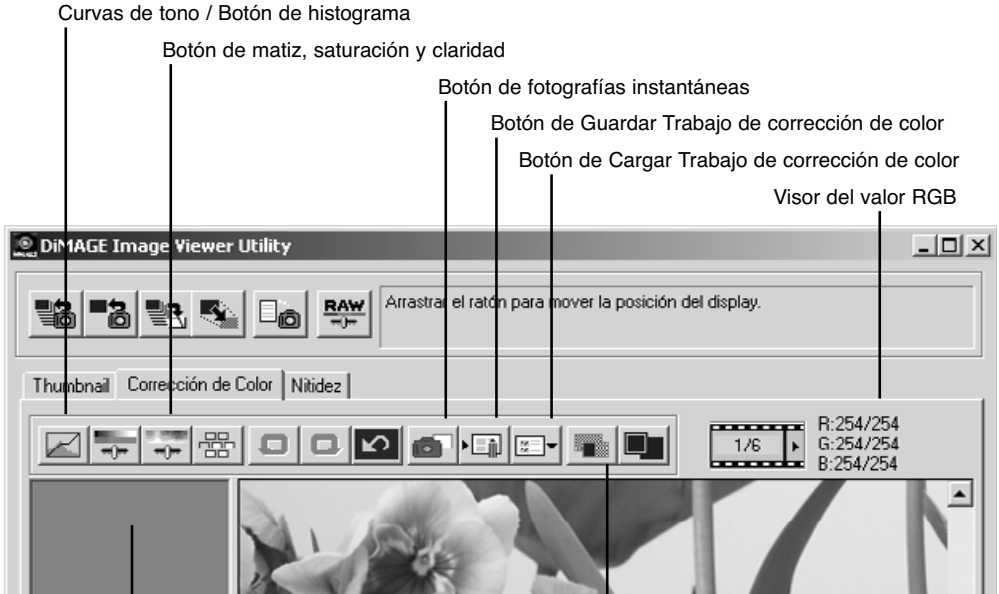 Curvas de tono / Botón de histograma
Botón de matiz, saturación y claridad
Botón de fotografías instantáneas
Botón de Guardar Trabajo de corrección de color
Botón de Cargar Trabajo de corrección de color
Visor del valor RGB
DiMAGE Image Viewer Utility
RAW
Arrastrar el ratón para mover la posición del display.
Thumbnail
Corrección de Color
Nitidez
1/6
R:254/254
G:254/254
B:254/254